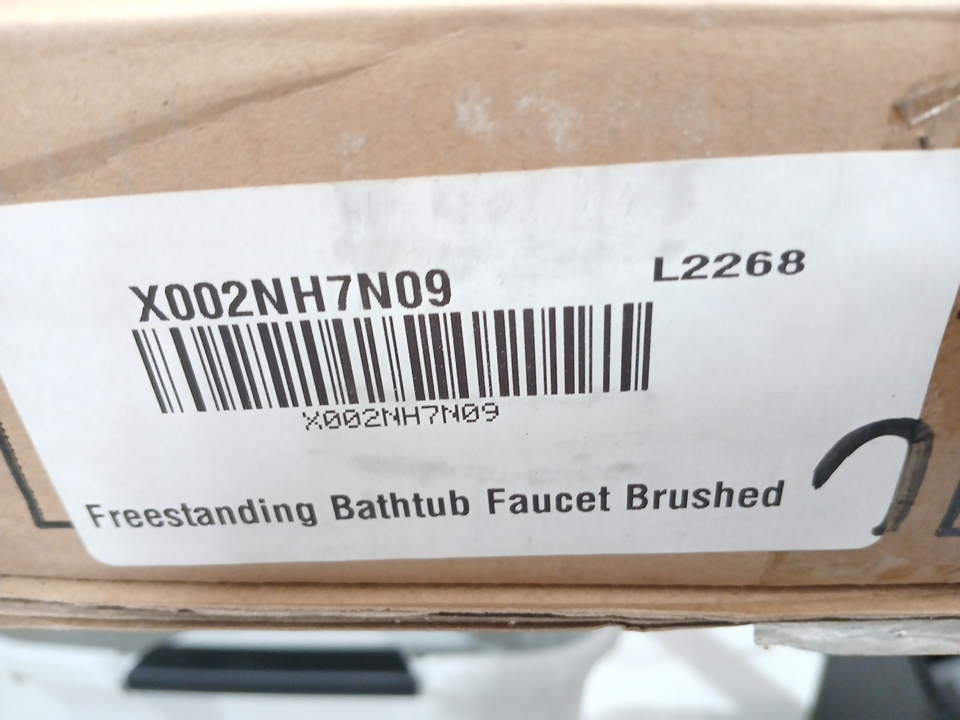 X002NH7N09
L2268
X002NH7N09
Freestanding Bathtub Faucet Brushed